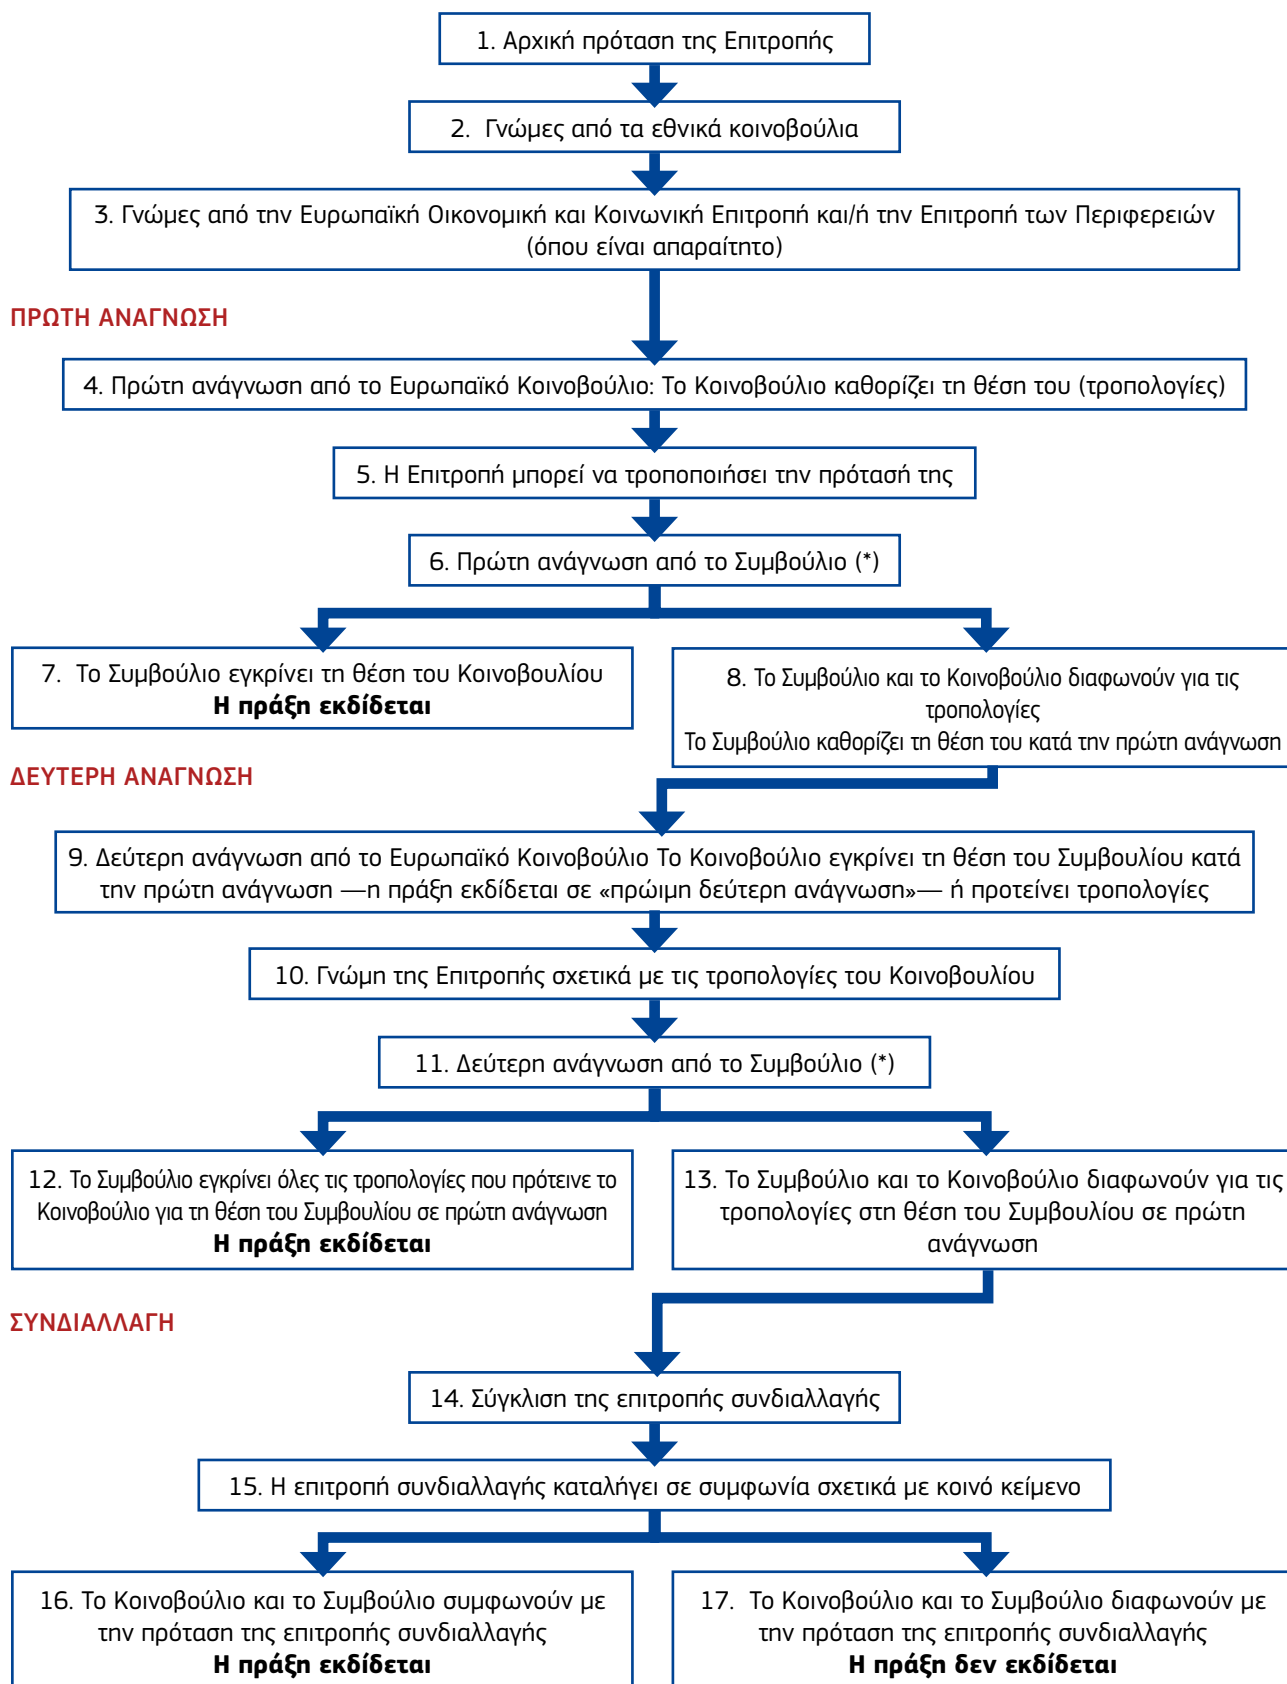 1. Αρχική πρόταση της Επιτροπής
2. Γνώμες από τα εθνικά κοινοβούλια
3. Γνώμες από την Ευρωπαϊκή Οικονομική και Κοινωνική Επιτροπή και/ή την Επιτροπή των Περιφερειών
(όπου είναι απαραίτητο)
ΠΡΩΤΗ ΑΝΑΓΝΩΣΗ
4. Πρώτη ανάγνωση από το Ευρωπαϊκό Κοινοβούλιο: Το Κοινοβούλιο καθορίζει τη θέση του (τροπολογίες)
5. Η Επιτροπή μπορεί να τροποποιήσει την πρότασή της
6. Πρώτη ανάγνωση από το Συμβούλιο (*)
7. Το Συμβούλιο εγκρίνει τη θέση του Κοινοβουλίου
Η πράξη εκδίδεται
8. Το Συμβούλιο και το Κοινοβούλιο διαφωνούν για τις
τροπολογίες
Το Συμβούλιο καθορίζει τη θέση του κατά την πρώτη ανάγνωση
ΔΕΥΤΕΡΗ ΑΝΑΓΝΩΣΗ
9. Δεύτερη ανάγνωση από το Ευρωπαϊκό Κοινοβούλιο Το Κοινοβούλιο εγκρίνει τη θέση του Συμβουλίου κατά
την πρώτη ανάγνωση —η πράξη εκδίδεται σε «πρώιμη δεύτερη ανάγνωση»— ή προτείνει τροπολογίες
10. Γνώμη της Επιτροπής σχετικά με τις τροπολογίες του Κοινοβουλίου
11. Δεύτερη ανάγνωση από το Συμβούλιο (*)
12. Το Συμβούλιο εγκρίνει όλες τις τροπολογίες που πρότεινε το
Κοινοβούλιο για τη θέση του Συμβουλίου σε πρώτη ανάγνωση
Η πράξη εκδίδεται
13. Το Συμβούλιο και το Κοινοβούλιο διαφωνούν για τις
τροπολογίες στη θέση του Συμβουλίου σε πρώτη
ανάγνωση
ΣΥΝΔΙΑΛΛΑΓΗ
14. Σύγκλιση της επιτροπής συνδιαλλαγής
15. Η επιτροπή συνδιαλλαγής καταλήγει σε συμφωνία σχετικά με κοινό κείμενο
16. Το Κοινοβούλιο και το Συμβούλιο συμφωνούν με
την πρόταση της επιτροπής συνδιαλλαγής
Η πράξη εκδίδεται
17. Το Κοινοβούλιο και το Συμβούλιο διαφωνούν με
την πρόταση της επιτροπής συνδιαλλαγής
Η πράξη δεν εκδίδεται